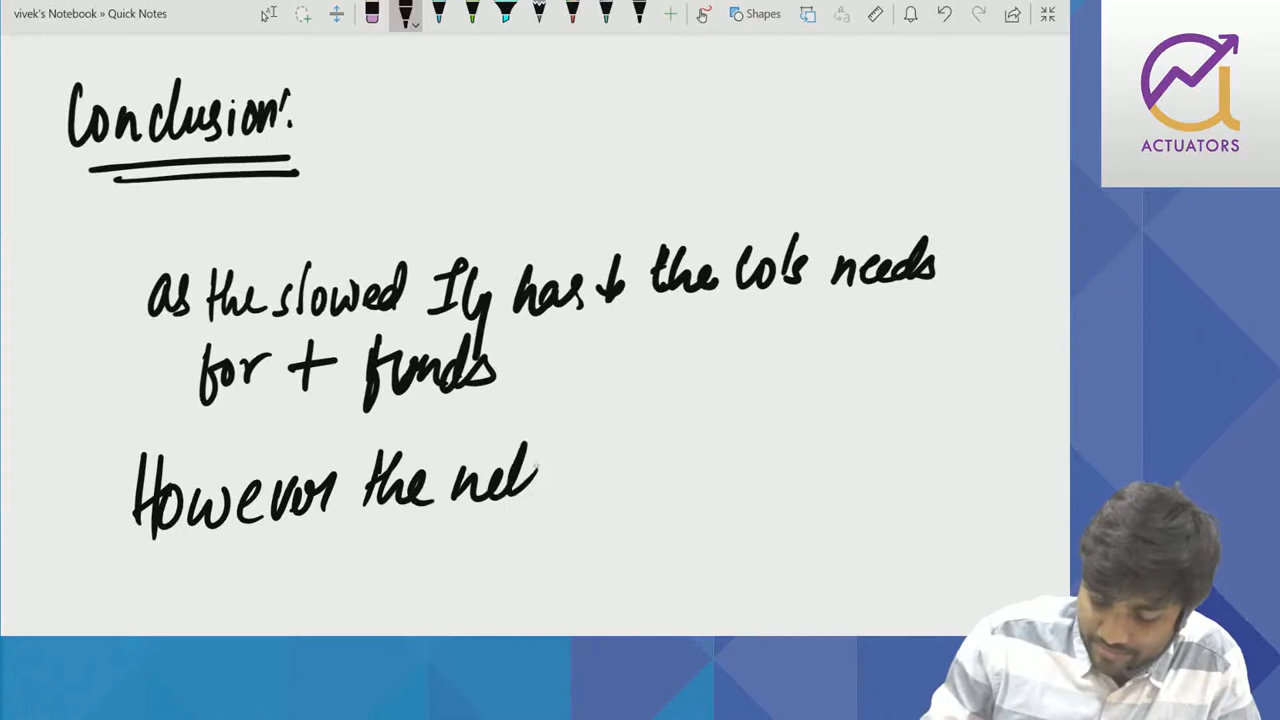 vivek's Notebook » Quick Notes
Shapes
ACTUATORS
Conclusion:
as the slowed Ig has ↓ the Co's needs
for + funds
However the net